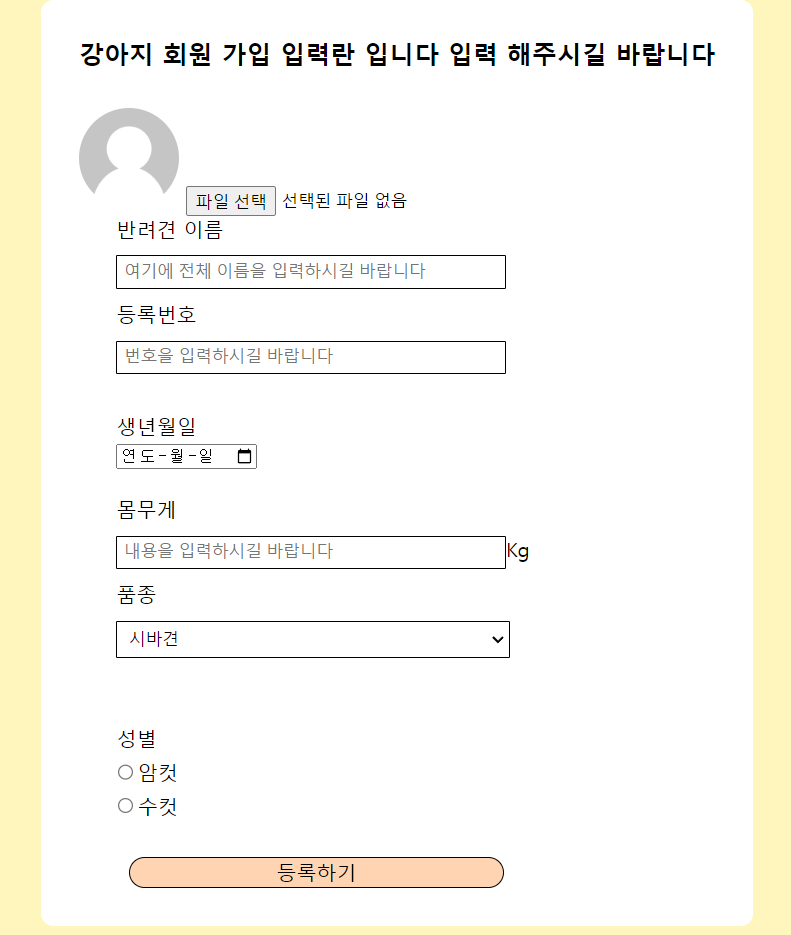 강아지 회원 가입 입력란 입니다 입력 해주시길 바랍니다
파일 선택 선택된 파일 없음
반려견 이름
여기에 전체 이름을 입력하시길 바랍니다
등록번호
번호을 입력하시길 바랍니다
생년월일
연도-월-일
몸무게
내용을 입력하시길 바랍니다 Kg
품종
시바견
성별
암컷
수컷
등록하기